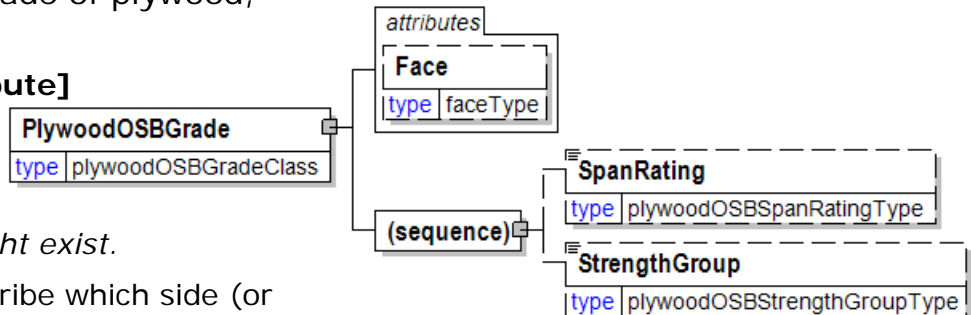 ade of plywood,
bute]
ht exist.
ribe which side (or
PlywoodOSBGrade
type plywoodOSBGradeClass
attributes
Face
type faceType
(sequence)
SpanRating
type plywoodOSBSpanRatingType
StrengthGroup
type plywoodOSBStrengthGroupType